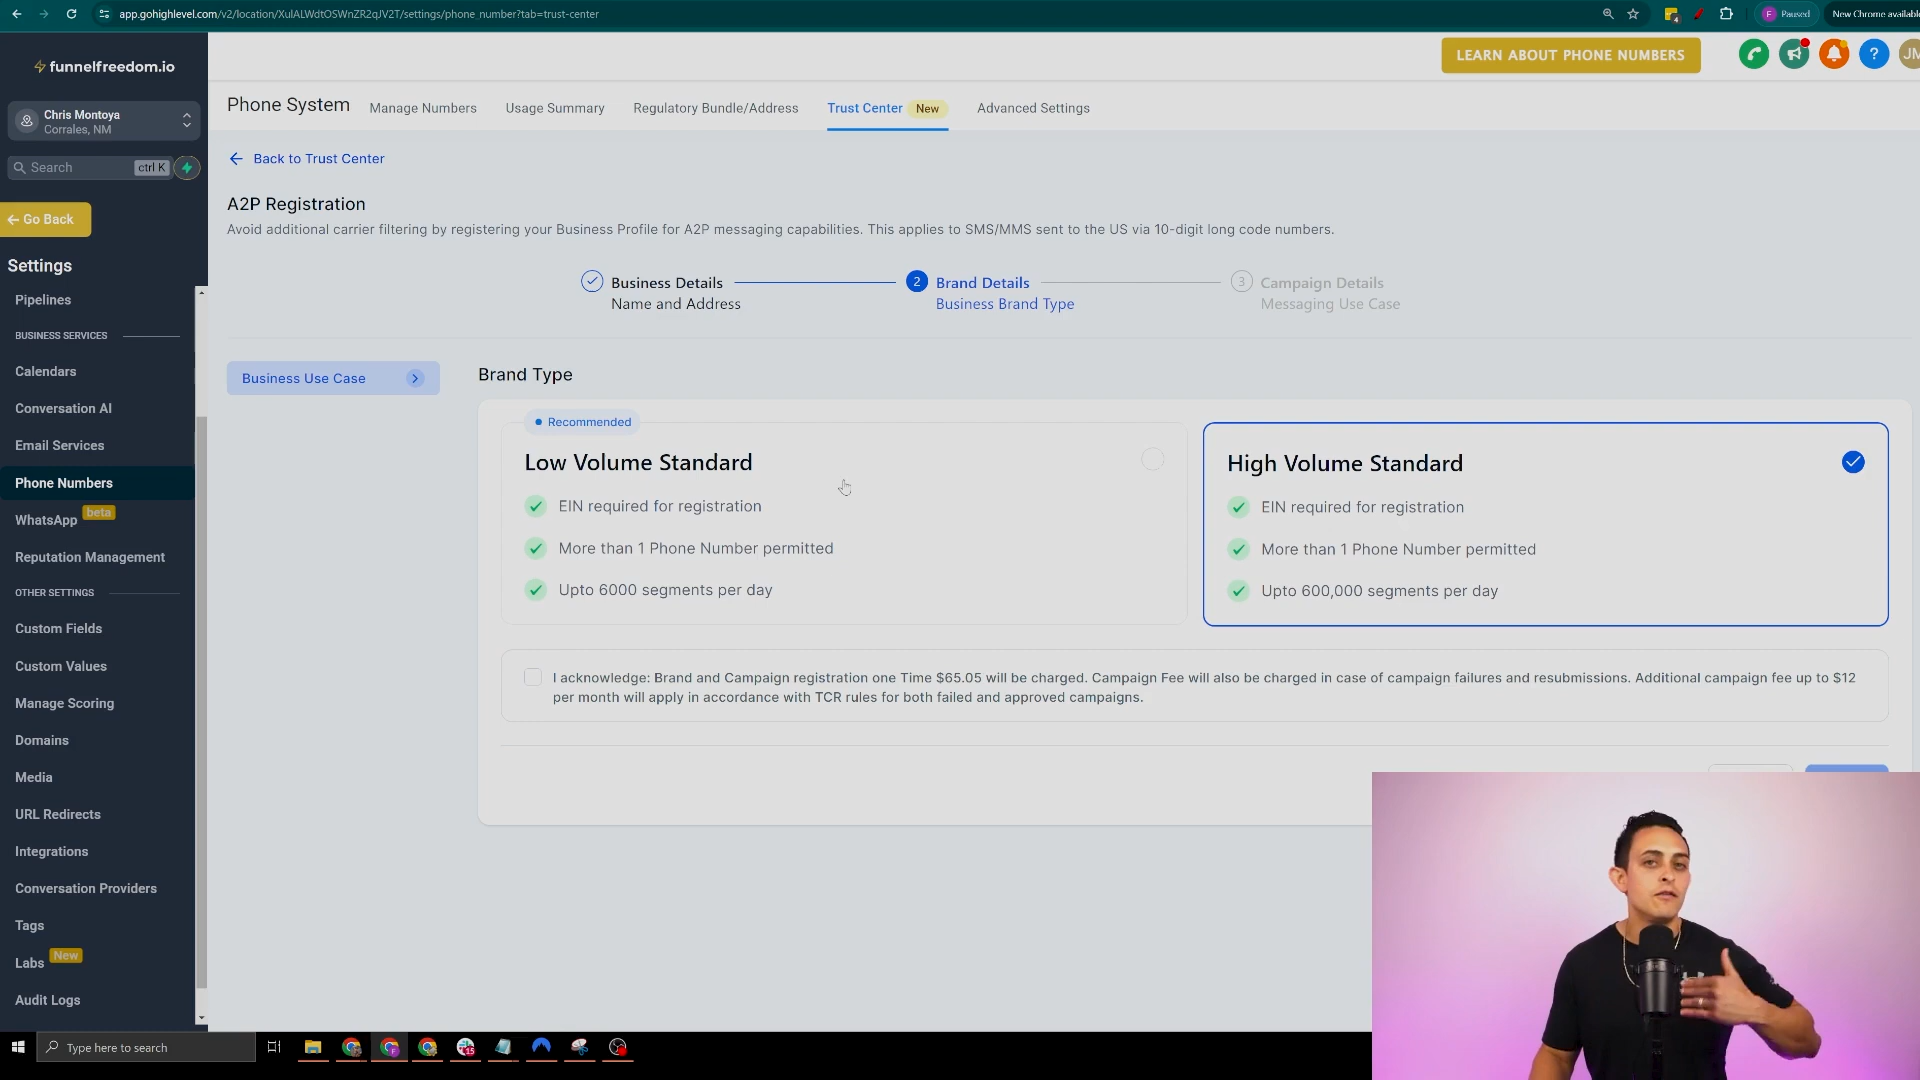 app.gohighlevel.com/v2/location/XulALWdtOSWnZR2qJV2T/settings/phone_number?tab=trust-center
4
F Paused
New Chrome available
funnelfreedom.io
LEARN ABOUT PHONE NUMBERS
?
JM
Chris Montoya
Corrales, NM
Search ctrl K
Go Back
Settings
Pipelines
BUSINESS SERVICES
Calendars
Conversation AI
Email Services
Phone Numbers
WhatsApp beta
Reputation Management
OTHER SETTINGS
Custom Fields
Custom Values
Manage Scoring
Domains
Media
URL Redirects
Integrations
Conversation Providers
Tags
Labs New
Audit Logs
Phone System Manage Numbers Usage Summary Regulatory Bundle/Address Trust Center New Advanced Settings
Back to Trust Center
A2P Registration
Avoid additional carrier filtering by registering your Business Profile for A2P messaging capabilities. This applies to SMS/MMS sent to the US via 10-digit long code numbers.
Business Details
Name and Address
2 Brand Details
Business Brand Type
3 Campaign Details
Messaging Use Case
Business Use Case
Brand Type
Recommended
Low Volume Standard
EIN required for registration
More than 1 Phone Number permitted
Upto 6000 segments per day
High Volume Standard
EIN required for registration
More than 1 Phone Number permitted
Upto 600,000 segments per day
I acknowledge: Brand and Campaign registration one Time $65.05 will be charged. Campaign Fee will also be charged in case of campaign failures and resubmissions. Additional campaign fee up to $12
per month will apply in accordance with TCR rules for both failed and approved campaigns.
Type here to search
15